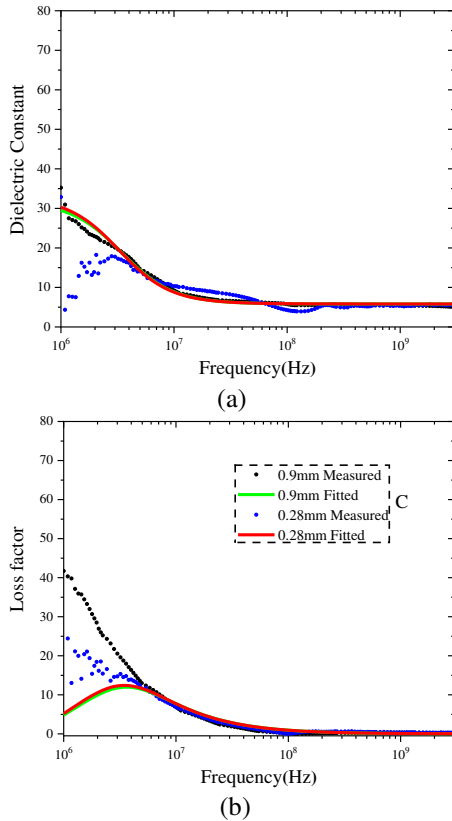 80
70
60
50
40
30
20
10
0
Dielectric Constant
10^6 10^7 10^8 10^9
Frequency(Hz)
(a)
80
70
60
50
40
30
20
10
0
Loss factor
0.9mm Measured
0.9mm Fitted
0.28mm Measured
0.28mm Fitted
C
10^6 10^7 10^8 10^9
Frequency(Hz)
(b)